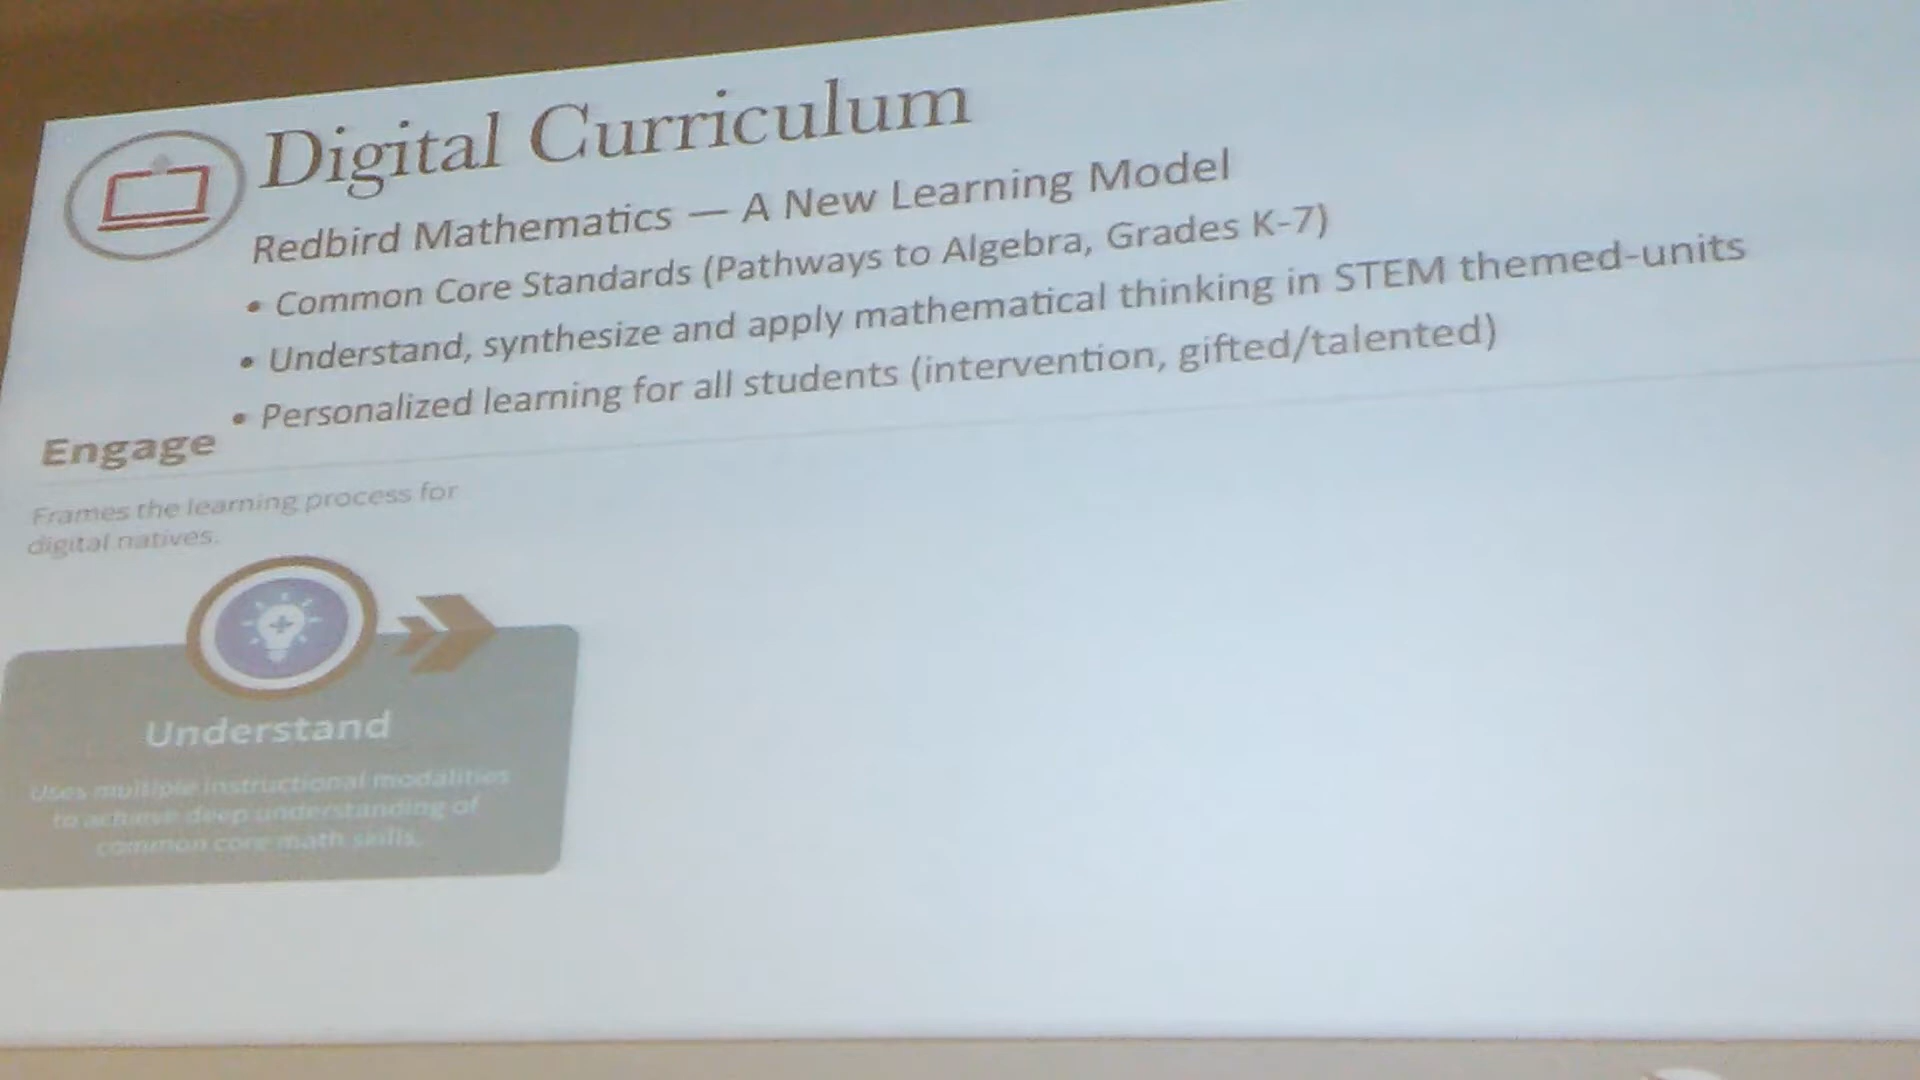 Digital Curriculum
Redbird Mathematics — A New Learning Model
• Common Core Standards (Pathways to Algebra, Grades K-7)
• Understand, synthesize and apply mathematical thinking in STEM themed-units
• Personalized learning for all students (intervention, gifted/talented)
Engage
Frames the learning process for
digital natives.
Understand
Uses multiple instructional modalities
to achieve deep understanding of
common core math skills.